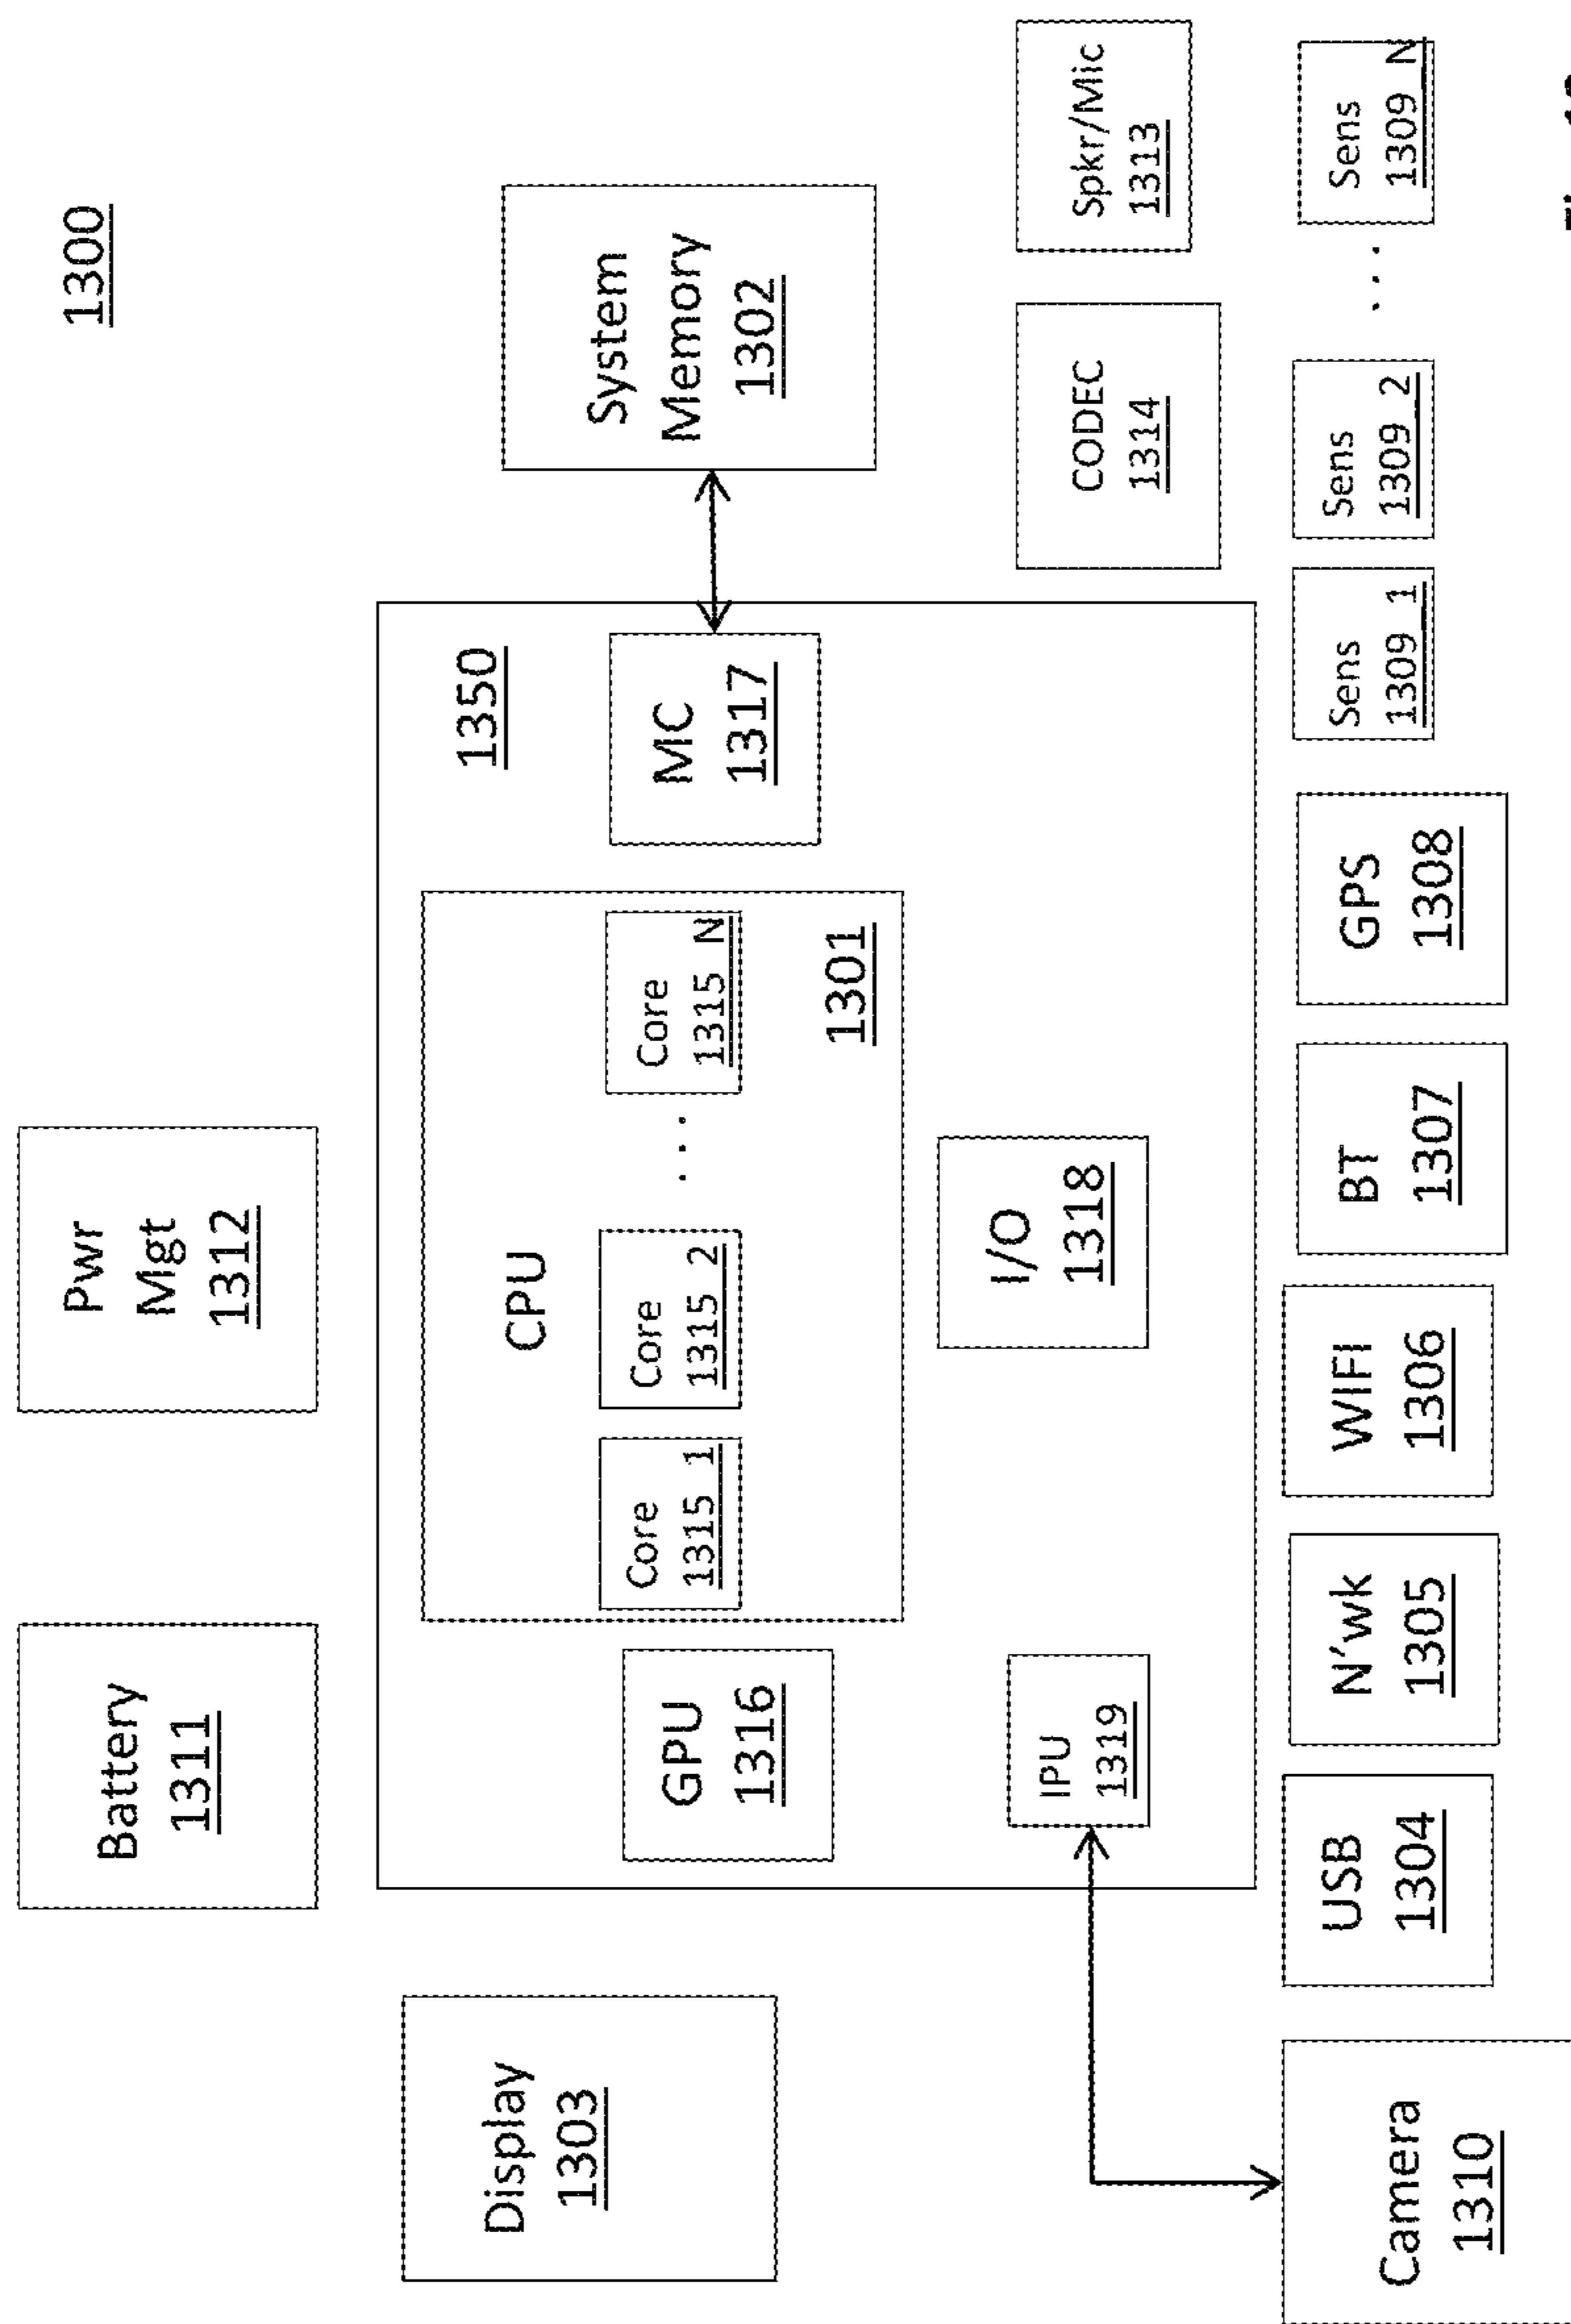 1300
Battery
1311
Pwr
Mgt
1312
Display
1303
System
Memory
1302
1350
CPU
Core
1315_1
Core
1315_2
. . .
Core
1315_N
1301
GPU
1316
MC
1317
I/O
1318
IPU
1319
CODEC
1314
Spkr/Mic
1313
Camera
1310
USB
1304
N'wk
1305
WIFI
1306
BT
1307
GPS
1308
Sens
1309_1
Sens
1309_2
. . .
Sens
1309_N